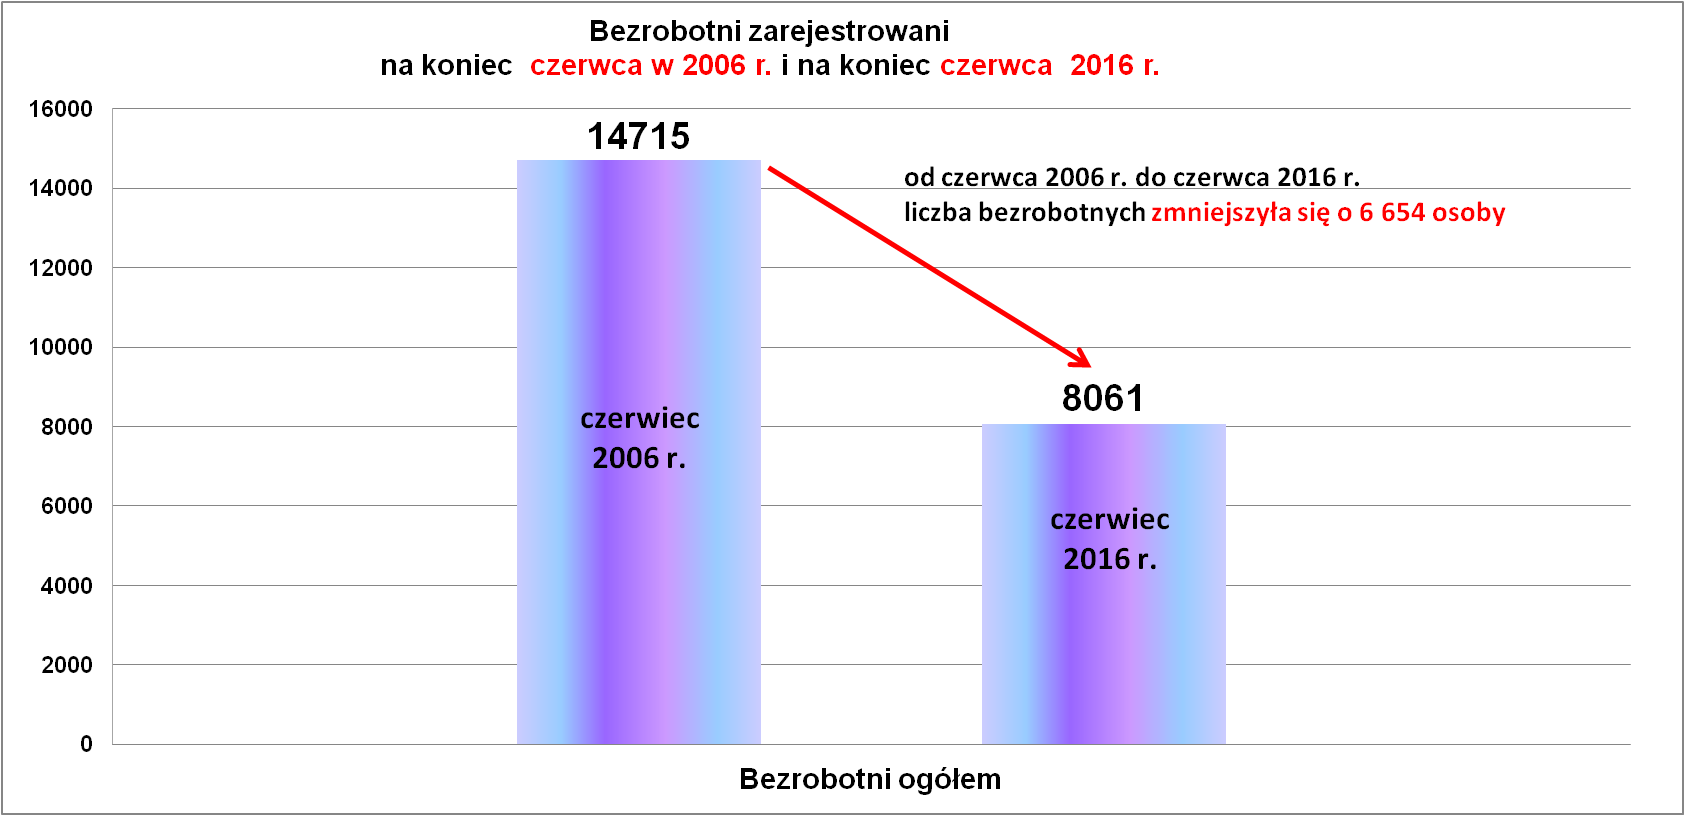 Bezrobotni zarejestrowani
na koniec czerwca w 2006 r. i na koniec czerwca 2016 r.
16000
14000
12000
10000
8000
6000
4000
2000
0
14715
od czerwca 2006 r. do czerwca 2016 r.
liczba bezrobotnych zmniejszyła się o 6 654 osoby
8061
czerwiec
2006 r.
czerwiec
2016 r.
Bezrobotni ogółem